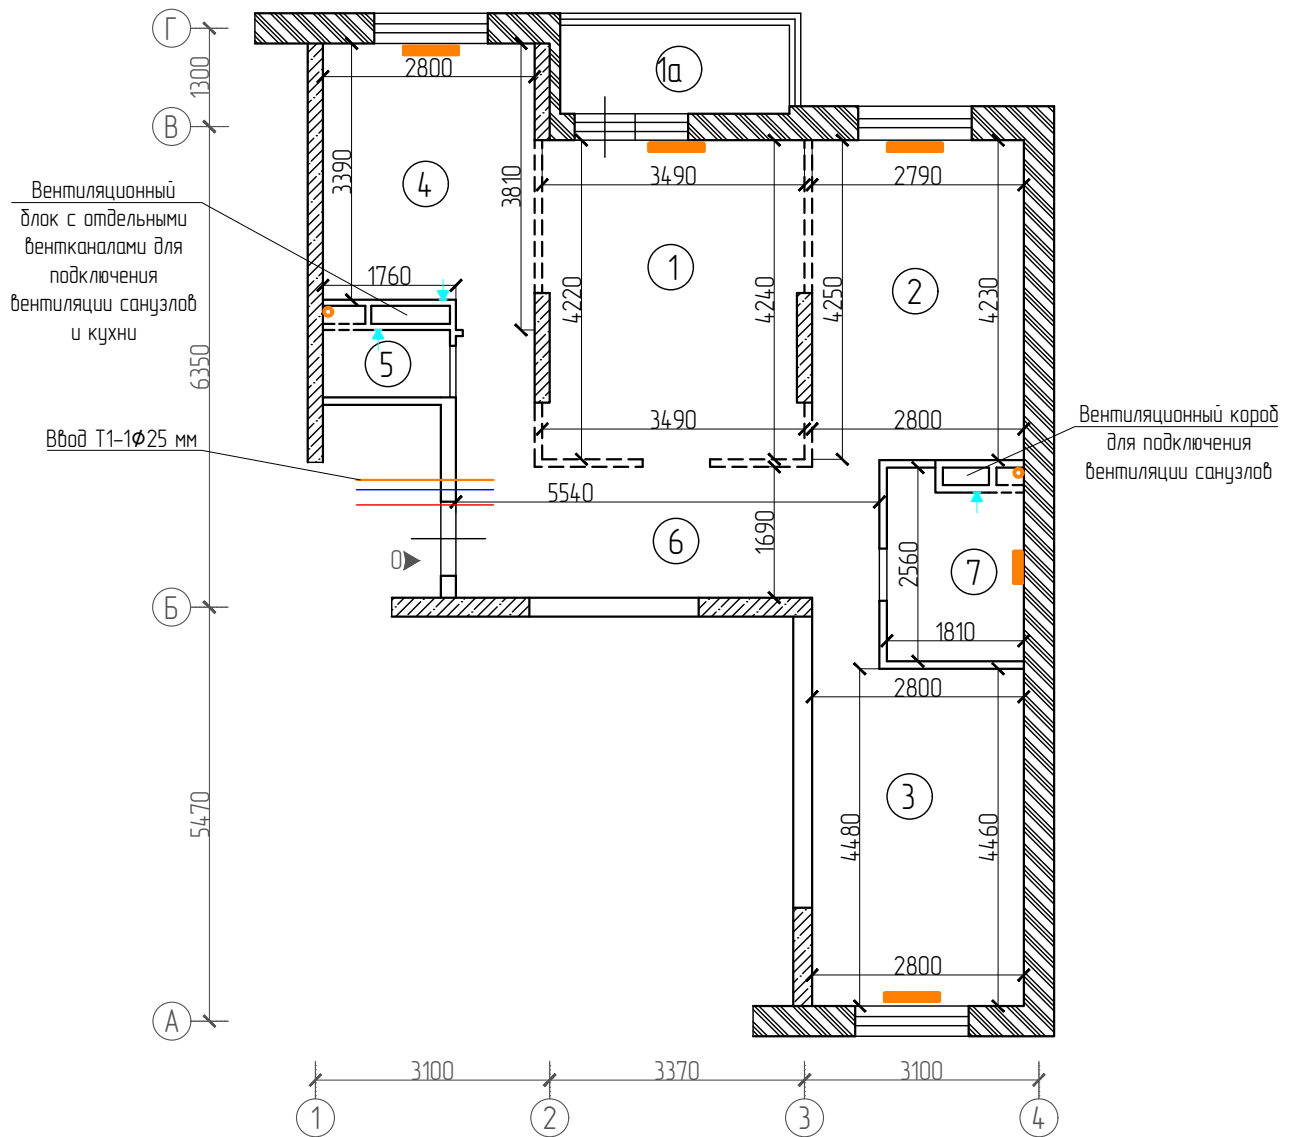 Г
1300
В
1а
2800
3390
4
3810
3490
2790
Вентиляционный
блок с отдельными
вентканалами для
подключения
вентиляции санузлов
и кухни
1760
1
2
4220
4240
4250
4230
5
6350
3490
2800
Вентиляционный короб
для подключения
вентиляции санузлов
Ввод Т1-1Ф25 мм
5540
6
1690
0
2560
7
Б
1810
2800
3
5470
4480
4460
2800
А
3100
3370
3100
1
2
3
4